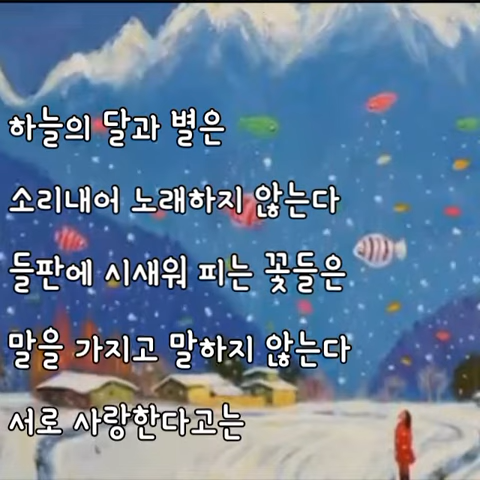 하늘의 달과 별은
소리내어 노래하지 않는다
들판에 시새워 피는 꽃들은
말을 가지고 말하지 않는다
서로 사랑한다고는